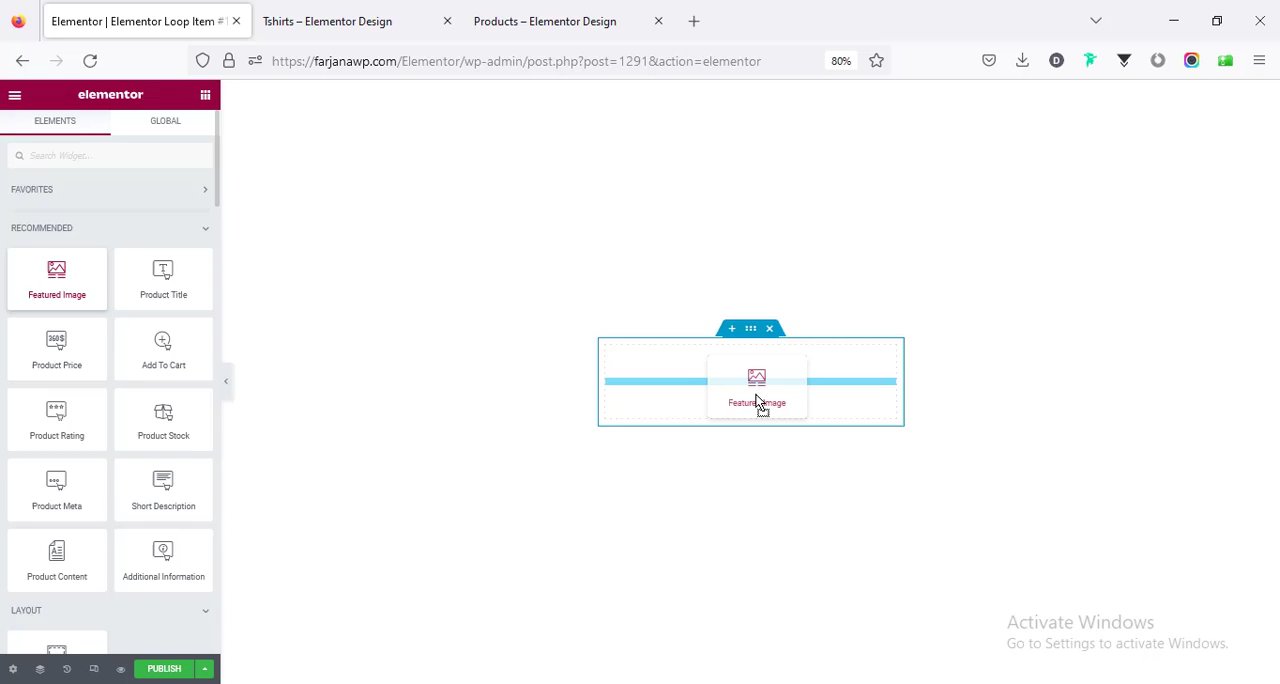 Elementor | Elementor Loop Item #1
Tshirts – Elementor Design
Products – Elementor Design
https://farjanawp.com/Elementor/wp-admin/post.php?post=1291&action=elementor
80%
elementor
ELEMENTS
GLOBAL
Search Widget...
FAVORITES
RECOMMENDED
Featured Image
Product Title
Product Price
Add To Cart
Product Rating
Product Stock
Product Meta
Short Description
Product Content
Additional Information
LAYOUT
PUBLISH
Featured Image
Activate Windows
Go to Settings to activate Windows.